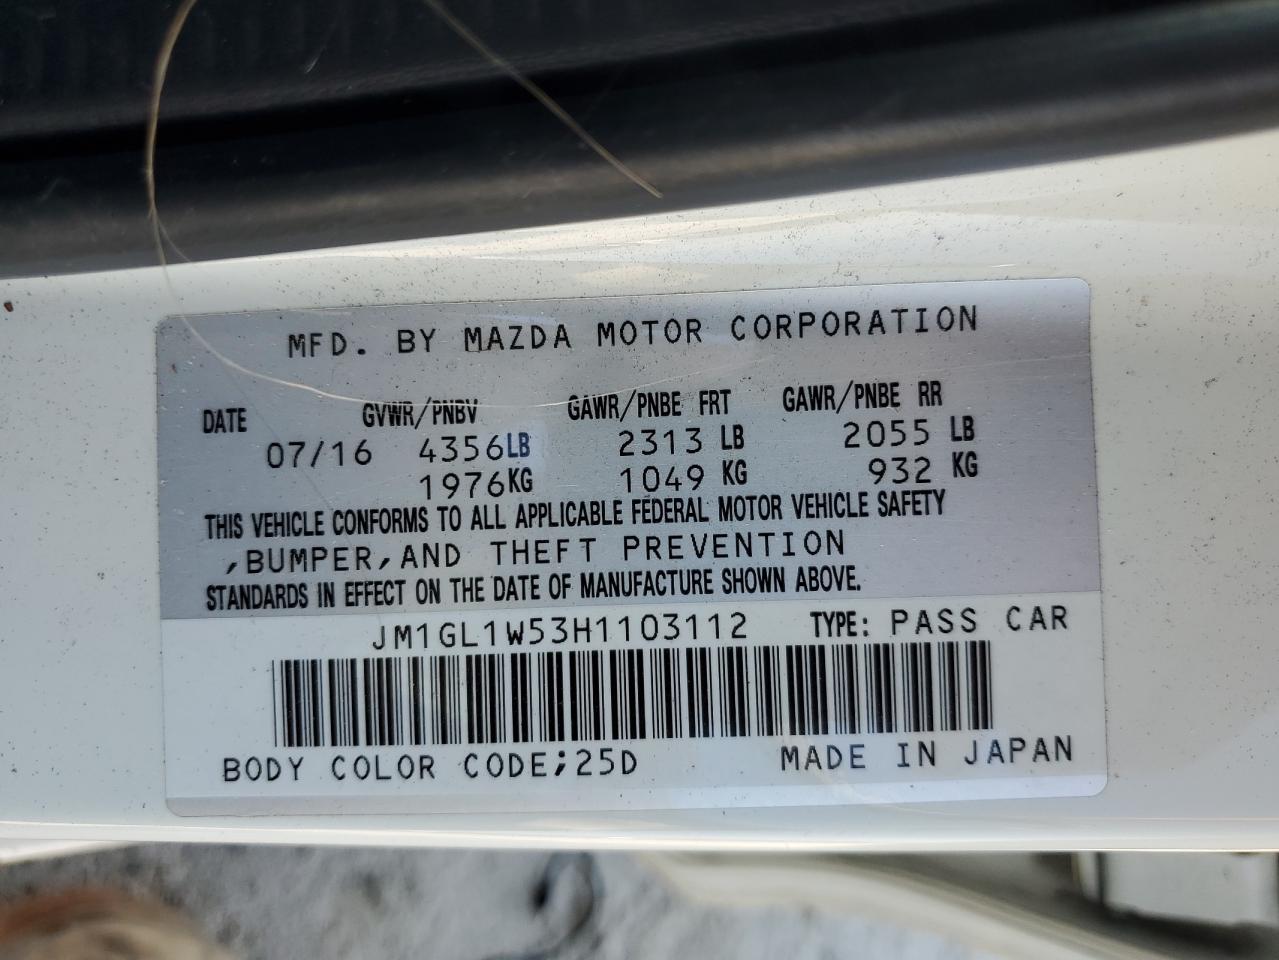 MFD. BY MAZDA MOTOR CORPORATION
DATE GVWR/PNBV GAWR/PNBE FRT GAWR/PNBE RR
07/16 4356LB 2313 LB 2055 LB
1976KG 1049 KG 932 KG
THIS VEHICLE CONFORMS TO ALL APPLICABLE FEDERAL MOTOR VEHICLE SAFETY
,BUMPER,AND THEFT PREVENTION
STANDARDS IN EFFECT ON THE DATE OF MANUFACTURE SHOWN ABOVE.
JM1GL1W53H1103112 TYPE: PASS CAR
BODY COLOR CODE;25D MADE IN JAPAN